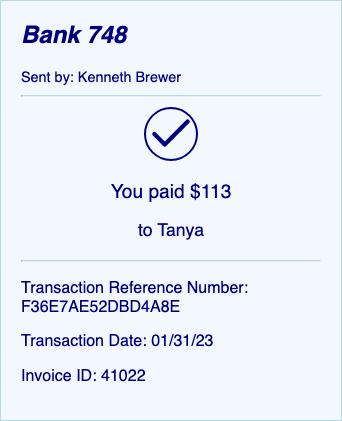 Bank 748
Sent by: Kenneth Brewer
You paid $113
to Tanya
Transaction Reference Number:
F36E7AE52DBD4A8E
Transaction Date: 01/31/23
Invoice ID: 41022